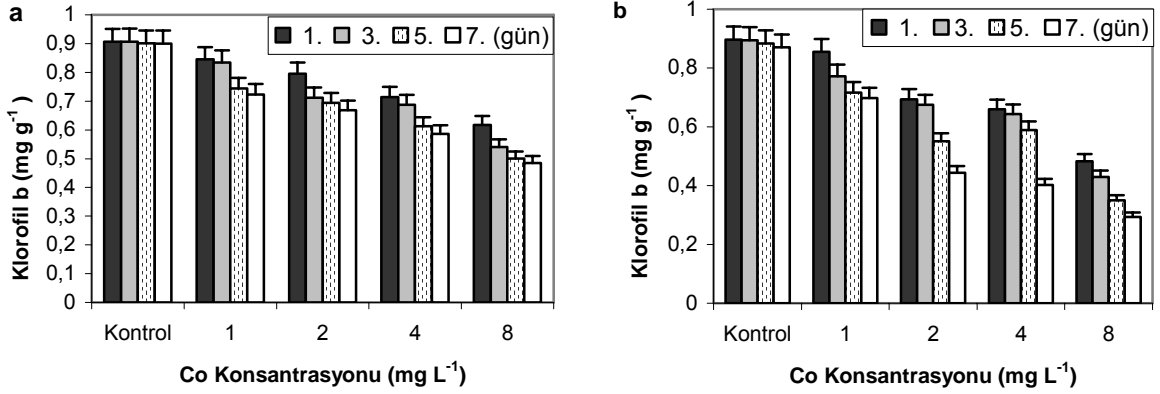 a
1. 3. 5. 7. (gün)
Klorofil b (mg g-1 )
1
0,9
0,8
0,7
0,6
0,5
0,4
0,3
0,2
0,1
0
Kontrol 1 2 4 8
Co Konsantrasyonu (mg L-1)
b
1. 3. 5. 7. (gün)
Klorofil b (mg g-1 )
1
0,8
0,6
0,4
0,2
0
Kontrol 1 2 4 8
Co Konsantrasyonu (mg L-1)